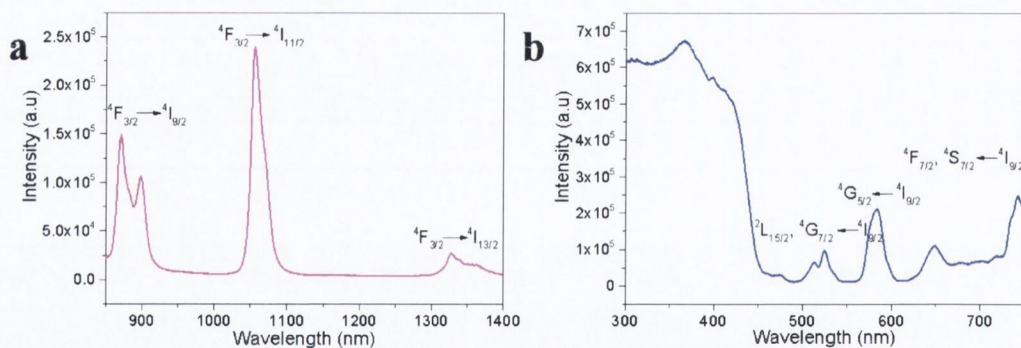 a
⁴F₃/₂ → ⁴I₁₁/₂
⁴F₃/₂ → ⁴I₉/₂
⁴F₃/₂ → ⁴I₁₃/₂
2.5x10⁵
2.0x10⁵
1.5x10⁵
1.0x10⁵
5.0x10⁴
0.0
Intensity (a.u)
900 1000 1100 1200 1300 1400
Wavelength (nm)
b
⁴F₇/₂, ⁴S₇/₂ ← ⁴I₉/₂
⁴G₅/₂ ← ⁴I₉/₂
²L₁₅/₂, ⁴G₇/₂ ← ⁴I₉/₂
7x10⁵
6x10⁵
5x10⁵
4x10⁵
3x10⁵
2x10⁵
1x10⁵
0
Intensity (a.u)
300 400 500 600 700
Wavelength (nm)